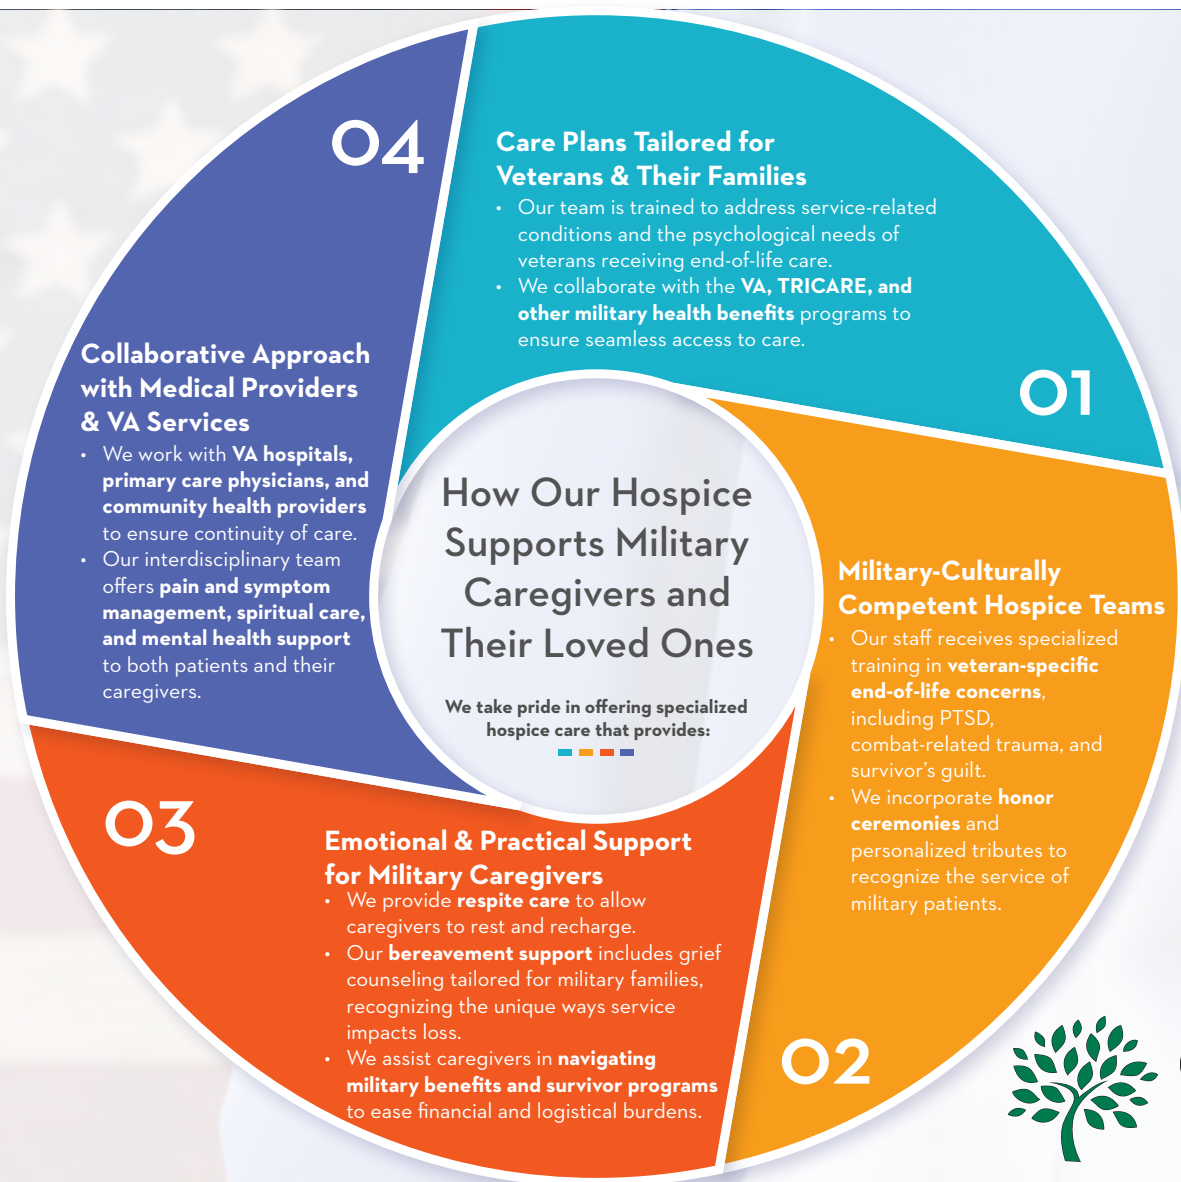 How Our Hospice
Supports Military
Caregivers and
Their Loved Ones
We take pride in offering specialized
hospice care that provides:
01
Care Plans Tailored for
Veterans & Their Families
• Our team is trained to address service-related
conditions and the psychological needs of
veterans receiving end-of-life care.
• We collaborate with the VA, TRICARE, and
other military health benefits programs to
ensure seamless access to care.
02
Military-Culturally
Competent Hospice Teams
• Our staff receives specialized
training in veteran-specific
end-of-life concerns,
including PTSD,
combat-related trauma, and
survivor's guilt.
• We incorporate honor
ceremonies and
personalized tributes to
recognize the service of
military patients.
03
Emotional & Practical Support
for Military Caregivers
• We provide respite care to allow
caregivers to rest and recharge.
• Our bereavement support includes grief
counseling tailored for military families,
recognizing the unique ways service
impacts loss.
• We assist caregivers in navigating
military benefits and survivor programs
to ease financial and logistical burdens.
04
Collaborative Approach
with Medical Providers
& VA Services
• We work with VA hospitals,
primary care physicians, and
community health providers
to ensure continuity of care.
• Our interdisciplinary team
offers pain and symptom
management, spiritual care,
and mental health support
to both patients and their
caregivers.